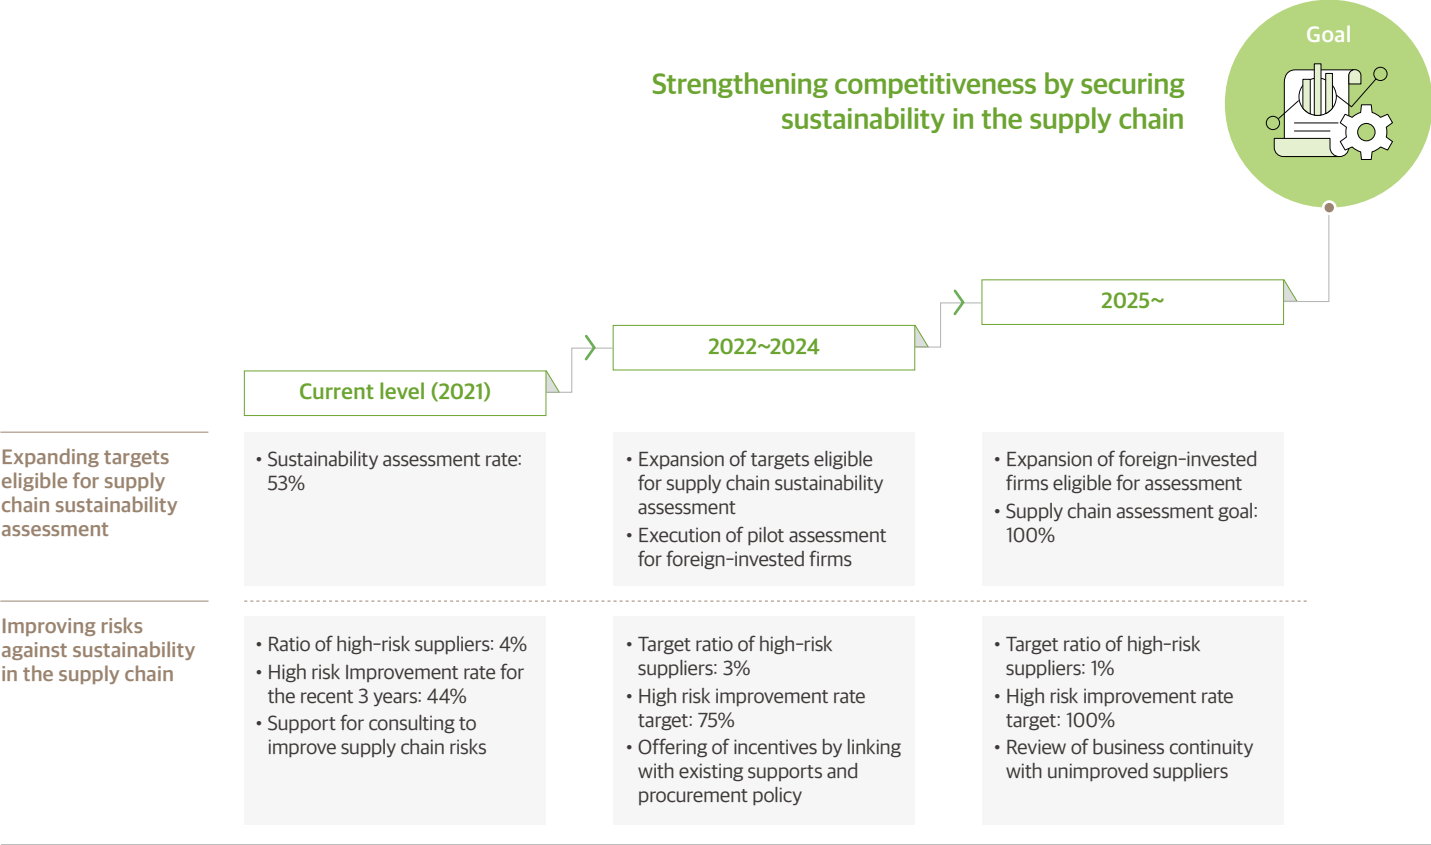 Goal
Strengthening competitiveness by securing
sustainability in the supply chain
2025~
2022~2024
Current level (2021)
Expanding targets
eligible for supply
chain sustainability
assessment
• Sustainability assessment rate:
53%
• Expansion of targets eligible
for supply chain sustainability
assessment
• Execution of pilot assessment
for foreign-invested firms
• Expansion of foreign-invested
firms eligible for assessment
• Supply chain assessment goal:
100%
Improving risks
against sustainability
in the supply chain
• Ratio of high-risk suppliers: 4%
• High risk Improvement rate for
the recent 3 years: 44%
• Support for consulting to
improve supply chain risks
• Target ratio of high-risk
suppliers: 3%
• High risk improvement rate
target: 75%
• Offering of incentives by linking
with existing supports and
procurement policy
• Target ratio of high-risk
suppliers: 1%
• High risk improvement rate
target: 100%
• Review of business continuity
with unimproved suppliers